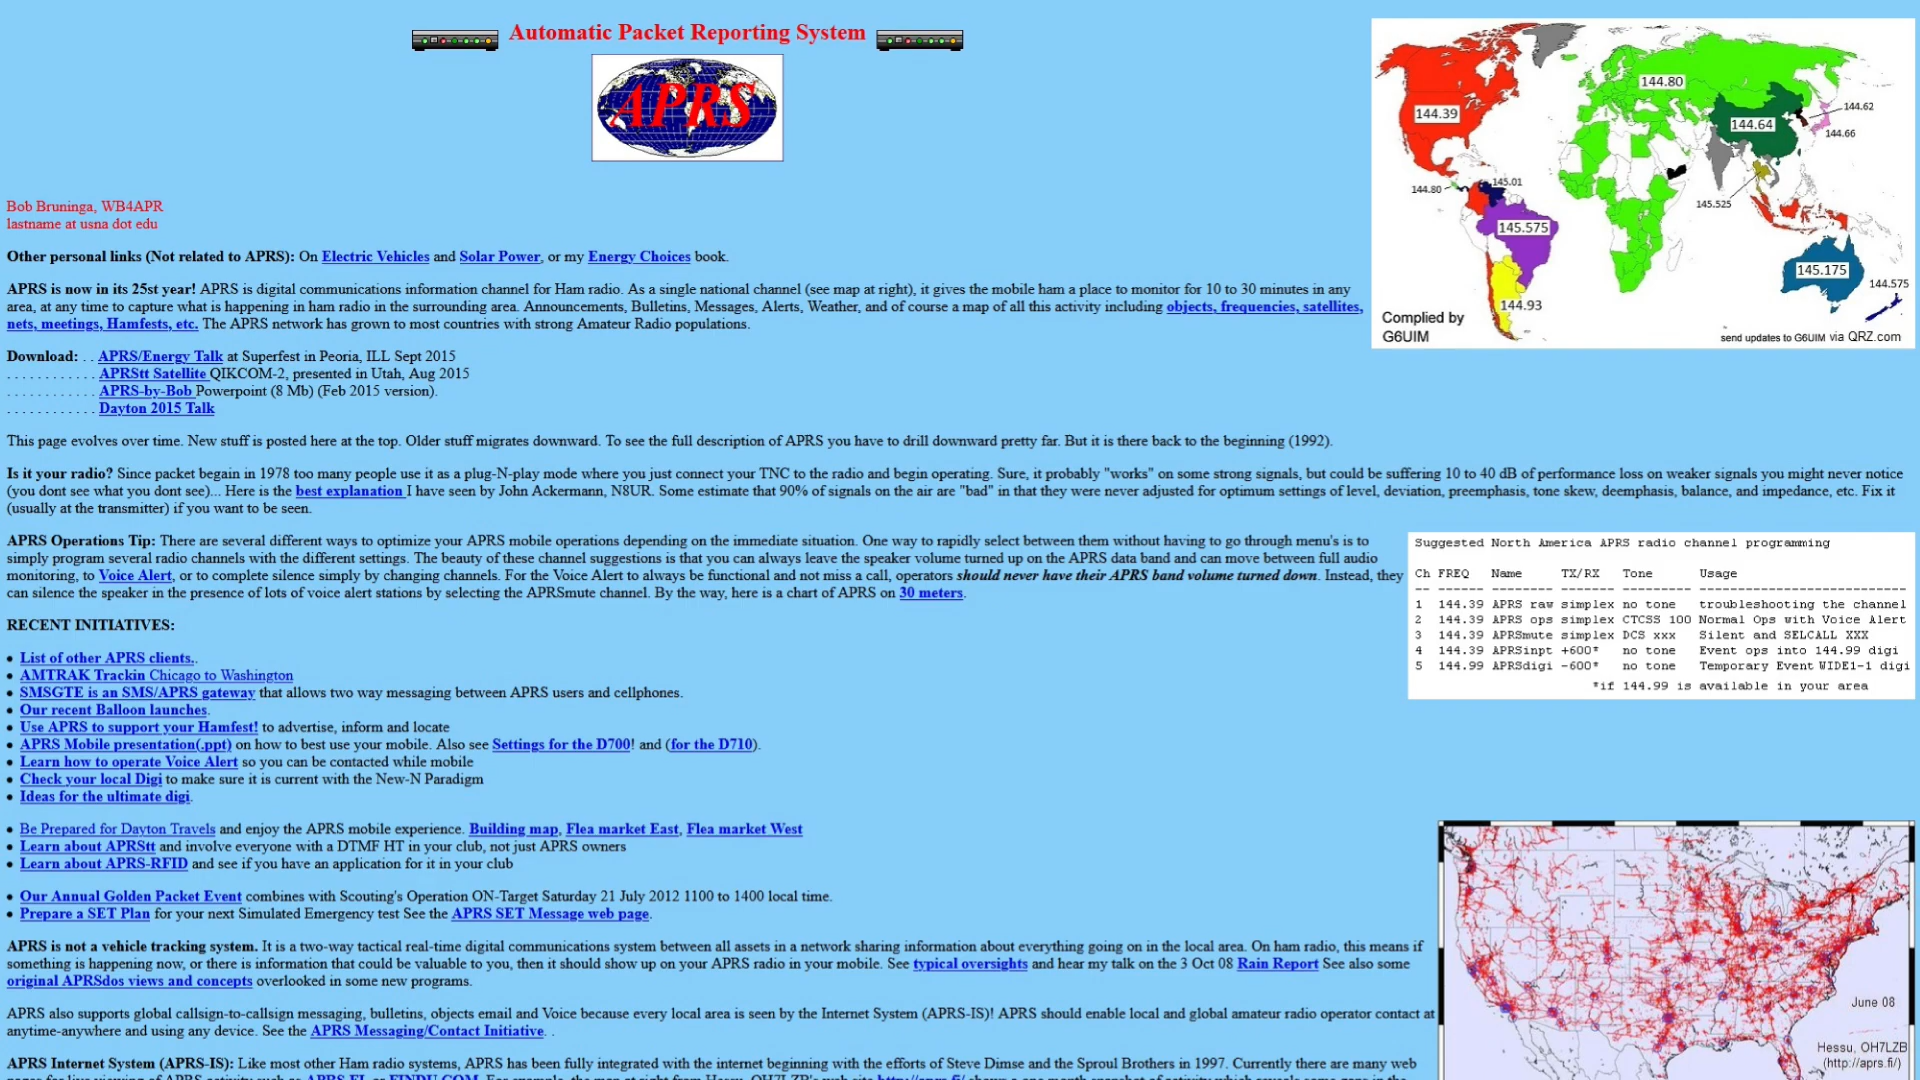 Automatic Packet Reporting System
APRS
144.39
144.80
144.64
144.62
144.66
144.80
145.01
145.525
145.575
145.175
144.575
144.93
Complied by
G6UIM
send updates to G6UIM via QRZ.com
Bob Bruninga, WB4APR
lastname at usna dot edu
Other personal links (Not related to APRS): On Electric Vehicles and Solar Power, or my Energy Choices book.
APRS is now in its 25st year! APRS is digital communications information channel for Ham radio. As a single national channel (see map at right), it gives the mobile ham a place to monitor for 10 to 30 minutes in any
area, at any time to capture what is happening in ham radio in the surrounding area. Announcements, Bulletins, Messages, Alerts, Weather, and of course a map of all this activity including objects, frequencies, satellites,
nets, meetings, Hamfests, etc. The APRS network has grown to most countries with strong Amateur Radio populations.
Download: . . APRS/Energy Talk at Superfest in Peoria, ILL Sept 2015
. . . . . . . . . . . . APRStt Satellite QIKCOM-2, presented in Utah, Aug 2015
. . . . . . . . . . . . APRS-by-Bob Powerpoint (8 Mb) (Feb 2015 version).
. . . . . . . . . . . . Dayton 2015 Talk
This page evolves over time. New stuff is posted here at the top. Older stuff migrates downward. To see the full description of APRS you have to drill downward pretty far. But it is there back to the beginning (1992).
Is it your radio? Since packet begain in 1978 too many people use it as a plug-N-play mode where you just connect your TNC to the radio and begin operating. Sure, it probably "works" on some strong signals, but could be suffering 10 to 40 dB of performance loss on weaker signals you might never notice
(you dont see what you dont see)... Here is the best explanation I have seen by John Ackermann, N8UR. Some estimate that 90% of signals on the air are "bad" in that they were never adjusted for optimum settings of level, deviation, preemphasis, tone skew, deemphasis, balance, and impedance, etc. Fix it
(usually at the transmitter) if you want to be seen.
APRS Operations Tip: There are several different ways to optimize your APRS mobile operations depending on the immediate situation. One way to rapidly select between them without having to go through menu's is to
simply program several radio channels with the different settings. The beauty of these channel suggestions is that you can always leave the speaker volume turned up on the APRS data band and can move between full audio
monitoring, to Voice Alert, or to complete silence simply by changing channels. For the Voice Alert to always be functional and not miss a call, operators should never have their APRS band volume turned down. Instead, they
can silence the speaker in the presence of lots of voice alert stations by selecting the APRSmute channel. By the way, here is a chart of APRS on 30 meters.
Suggested North America APRS radio channel programming
Ch FREQ Name TX/RX Tone Usage
-- ------ -------- ------- --------- ---------------------------
1 144.39 APRS raw simplex no tone troubleshooting the channel
2 144.39 APRS ops simplex CTCSS 100 Normal Ops with Voice Alert
3 144.39 APRSmute simplex DCS xxx Silent and SELCALL XXX
4 144.39 APRSinpt +600* no tone Event ops into 144.99 digi
5 144.99 APRSdigi -600* no tone Temporary Event WIDE1-1 digi
*if 144.99 is available in your area
RECENT INITIATIVES:
• List of other APRS clients..
• AMTRAK Trackin Chicago to Washington
• SMSGTE is an SMS/APRS gateway that allows two way messaging between APRS users and cellphones.
• Our recent Balloon launches.
• Use APRS to support your Hamfest! to advertise, inform and locate
• APRS Mobile presentation(.ppt) on how to best use your mobile. Also see Settings for the D700! and (for the D710).
• Learn how to operate Voice Alert so you can be contacted while mobile
• Check your local Digi to make sure it is current with the New-N Paradigm
• Ideas for the ultimate digi.
• Be Prepared for Dayton Travels and enjoy the APRS mobile experience. Building map, Flea market East, Flea market West
• Learn about APRStt and involve everyone with a DTMF HT in your club, not just APRS owners
• Learn about APRS-RFID and see if you have an application for it in your club
• Our Annual Golden Packet Event combines with Scouting's Operation ON-Target Saturday 21 July 2012 1100 to 1400 local time.
• Prepare a SET Plan for your next Simulated Emergency test See the APRS SET Message web page.
APRS is not a vehicle tracking system. It is a two-way tactical real-time digital communications system between all assets in a network sharing information about everything going on in the local area. On ham radio, this means if
something is happening now, or there is information that could be valuable to you, then it should show up on your APRS radio in your mobile. See typical oversights and hear my talk on the 3 Oct 08 Rain Report See also some
original APRSdos views and concepts overlooked in some new programs.
APRS also supports global callsign-to-callsign messaging, bulletins, objects email and Voice because every local area is seen by the Internet System (APRS-IS)! APRS should enable local and global amateur radio operator contact at
anytime-anywhere and using any device. See the APRS Messaging/Contact Initiative. .
June 08
Hessu, OH7LZB
(http://aprs.fi/)
APRS Internet System (APRS-IS): Like most other Ham radio systems, APRS has been fully integrated with the internet beginning with the efforts of Steve Dimse and the Sproul Brothers in 1997. Currently there are many web
pages for live viewing of APRS activity such as APRS.FI or FINDU.COM. For example, the map at right from Hessu, OH7LZB's web site http://aprs.fi/ shows a one month snapshot of activity which reveals some gaps in the